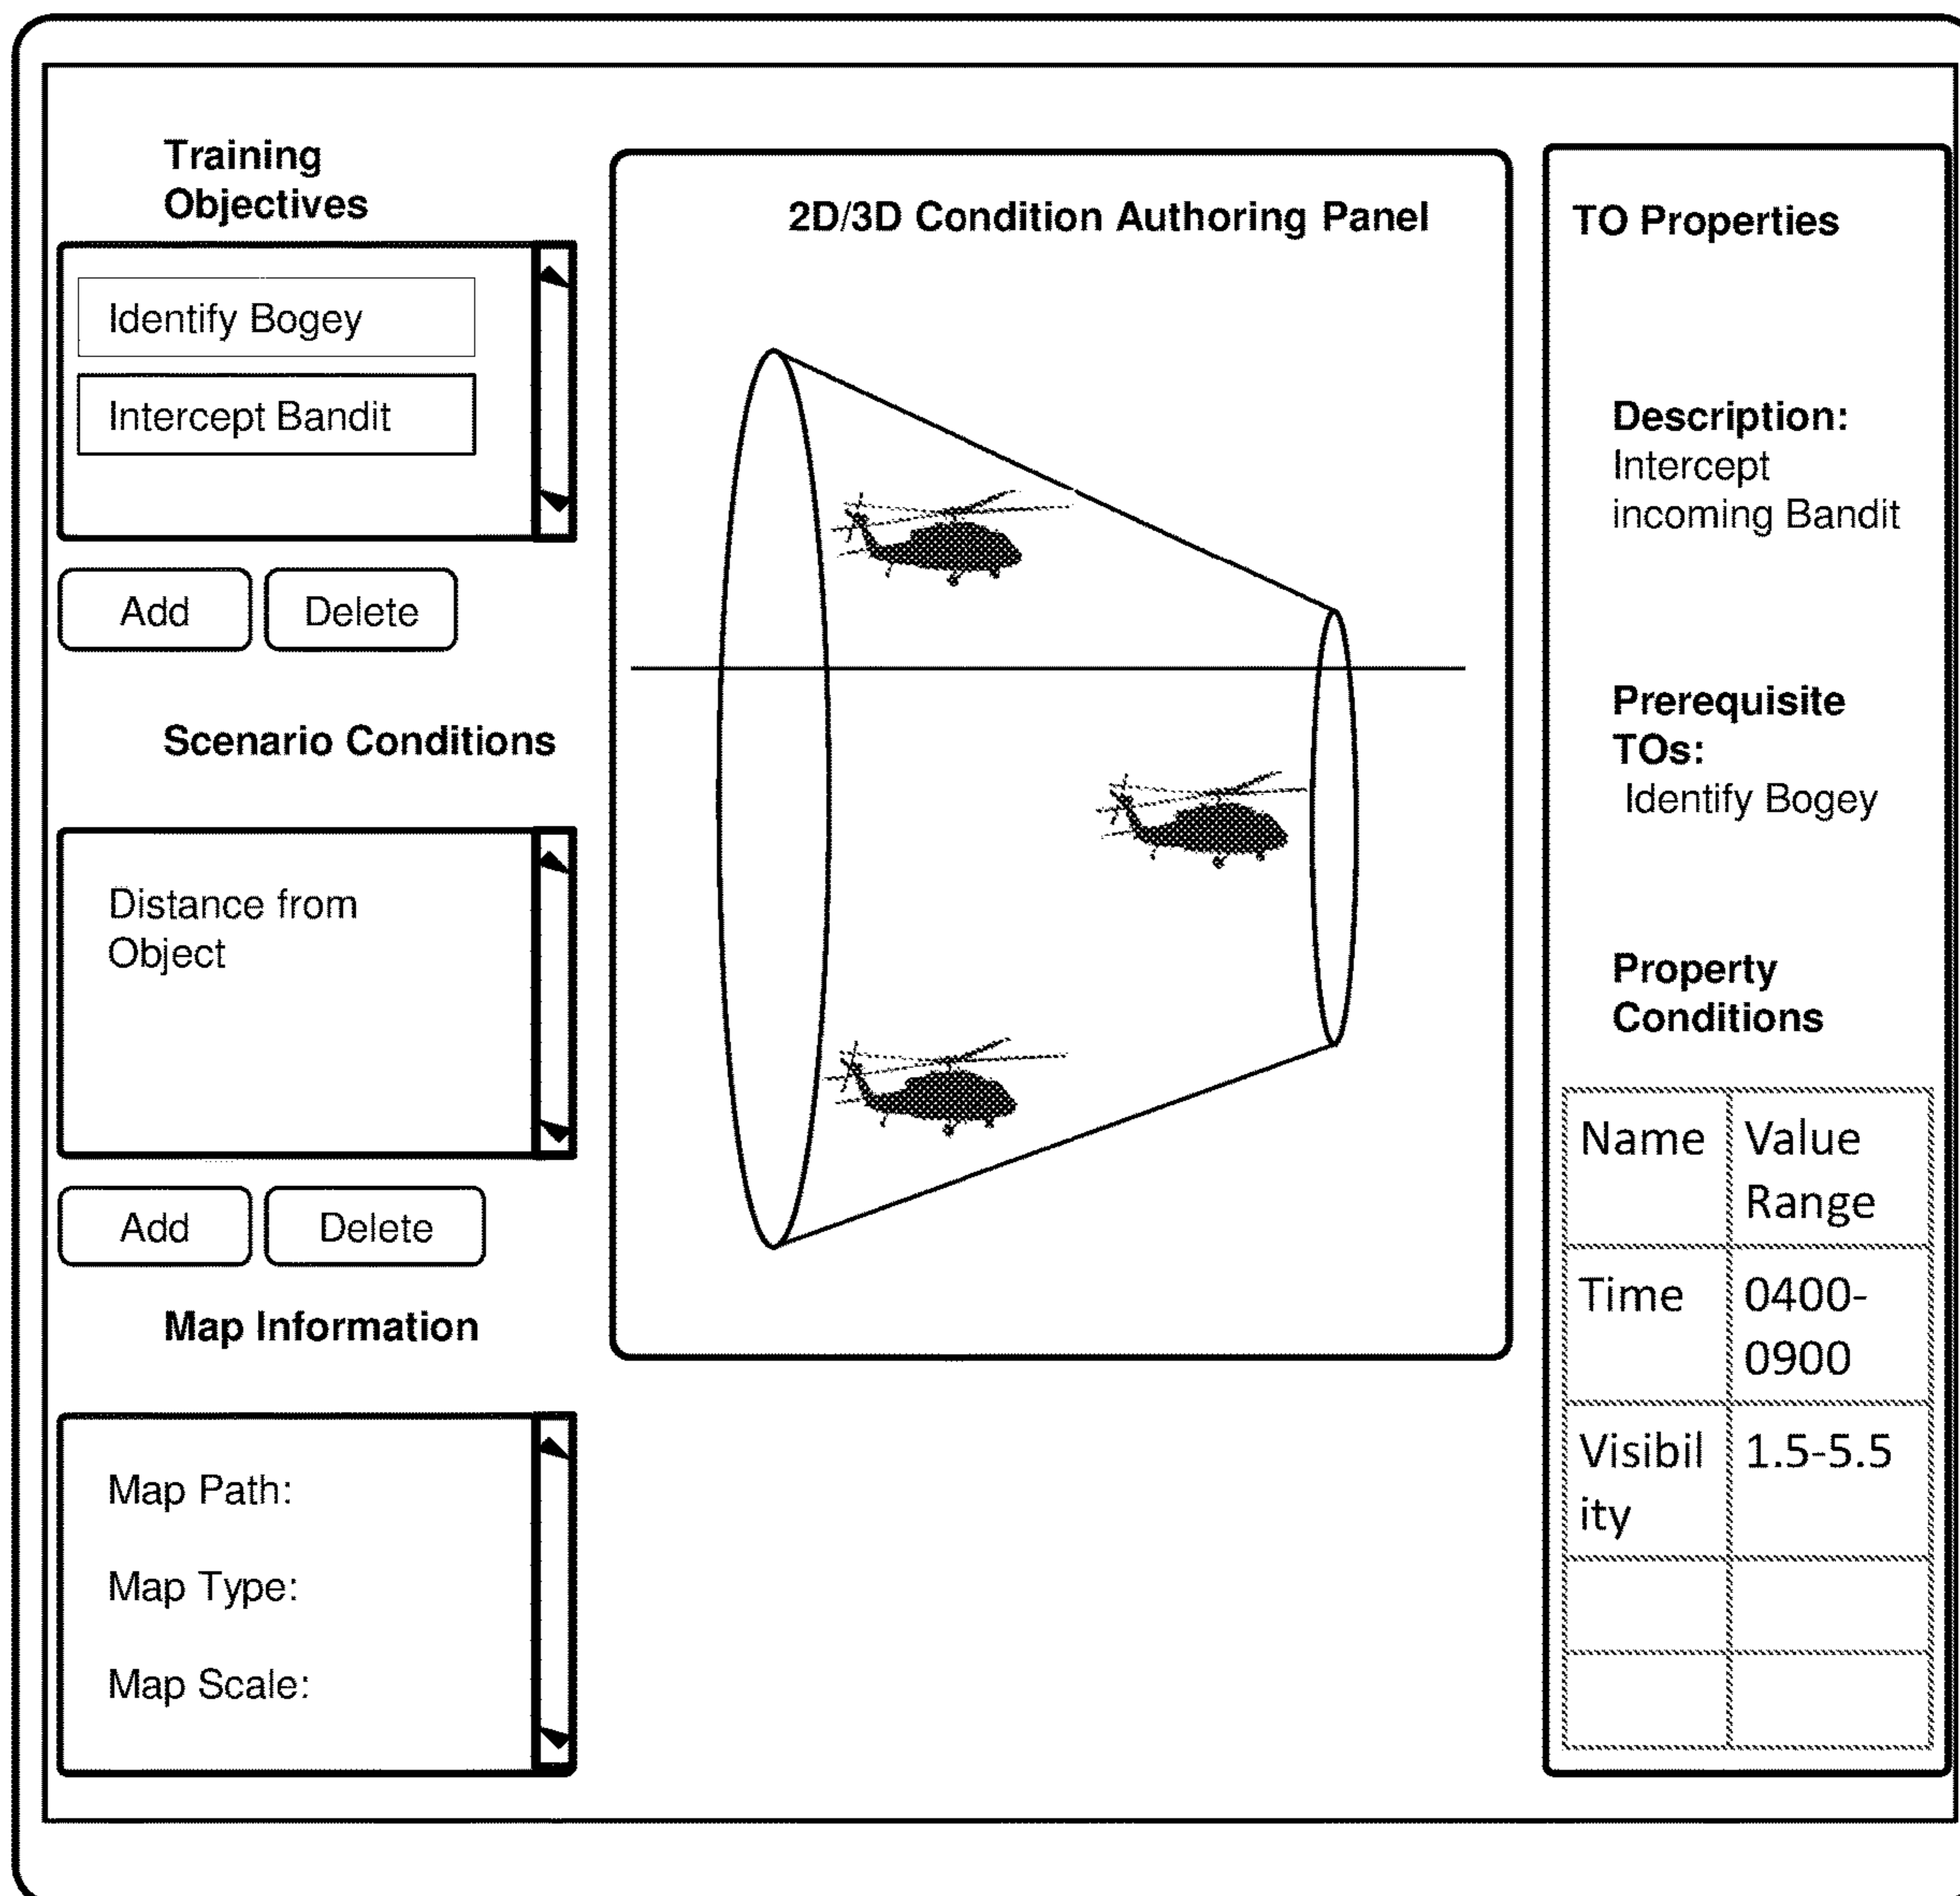 Training
Objectives
Identify Bogey
Intercept Bandit
Add
Delete
Scenario Conditions
Distance from
Object
Add
Delete
Map Information
Map Path:
Map Type:
Map Scale:
2D/3D Condition Authoring Panel
TO Properties
Description:
Intercept
incoming Bandit
Prerequisite
TOs:
Identify Bogey
Property
Conditions
Name
Value
Range
Time
0400-
0900
Visibil
ity
1.5-5.5